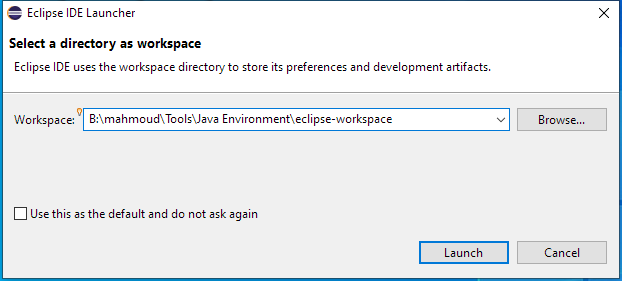 Eclipse IDE Launcher
Select a directory as workspace
Eclipse IDE uses the workspace directory to store its preferences and development artifacts.
Workspace: B:\mahmoud\Tools\Java Environment\eclipse-workspace Browse...
Use this as the default and do not ask again
Launch Cancel